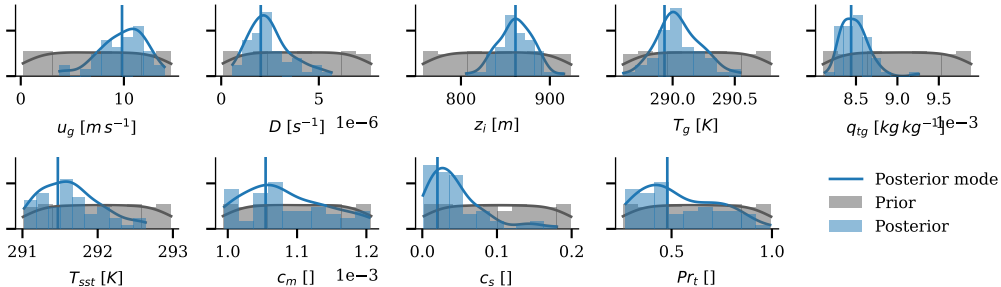 0 10
u_g [m s⁻¹]
0 5
1e−6
D [s⁻¹]
800 900
z_i [m]
290.0 290.5
T_g [K]
8.5 9.0 9.5
1e−3
q_tg [kg kg⁻¹]
291 292 293
T_sst [K]
1.0 1.1 1.2
1e−3
c_m []
0.0 0.1 0.2
c_s []
0.5 1.0
Pr_t []
Posterior mode
Prior
Posterior